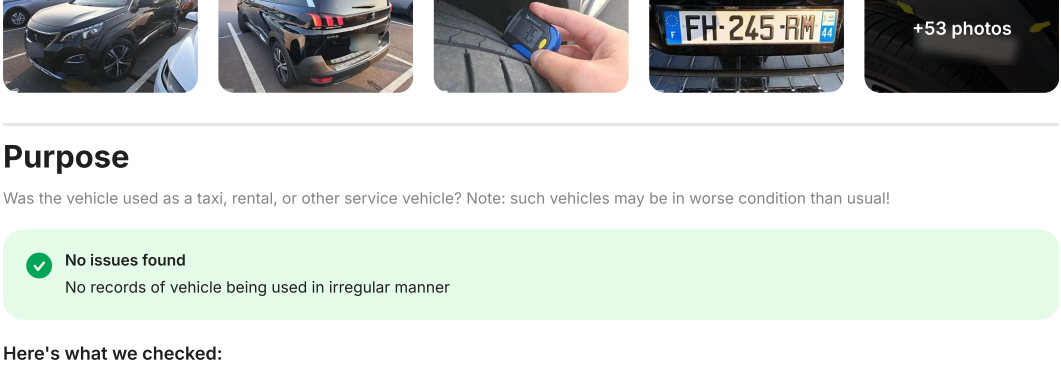 F
FH-245-RM
44
+53 photos
Purpose
Was the vehicle used as a taxi, rental, or other service vehicle? Note: such vehicles may be in worse condition than usual!
No issues found
No records of vehicle being used in irregular manner
Here's what we checked: